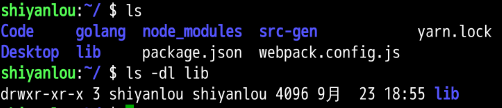 shiyanlou:~/ $ ls
Code     golang  node_modules  src-gen            yarn.lock
Desktop  lib     package.json  webpack.config.js
shiyanlou:~/ $ ls -dl lib
drwxr-xr-x 3 shiyanlou shiyanlou 4096 9月  23 18:55 lib